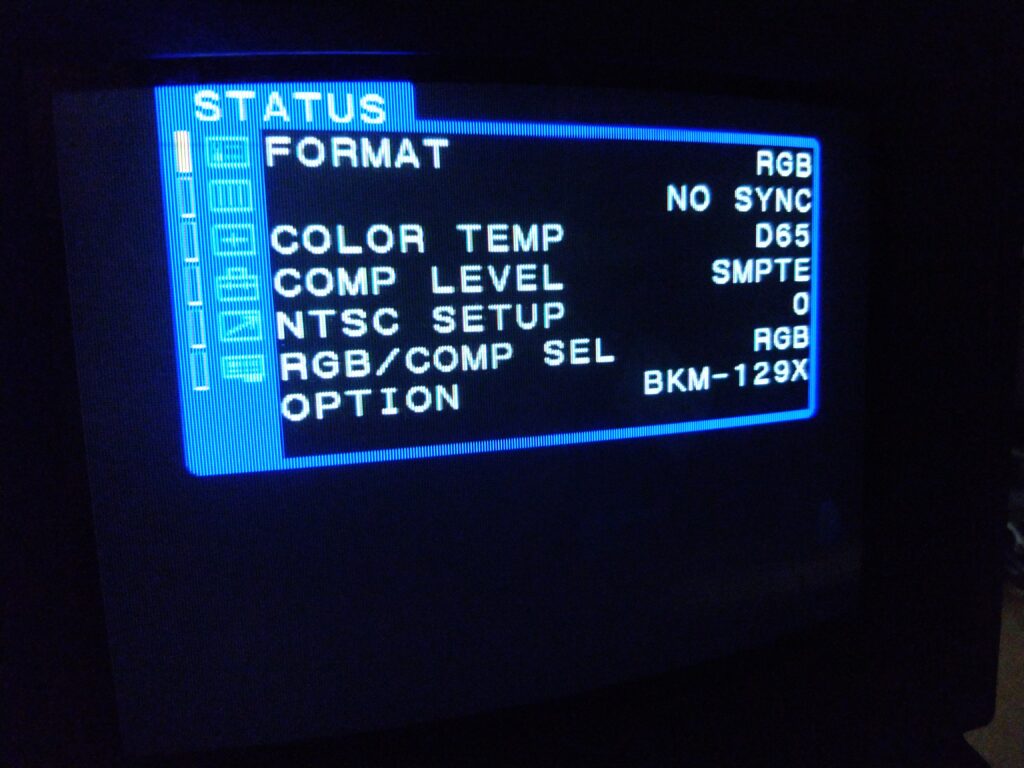 STATUS
FORMAT RGB
NO SYNC
COLOR TEMP D65
COMP LEVEL SMPTE
NTSC SETUP 0
RGB/COMP SEL RGB
OPTION BKM-129X